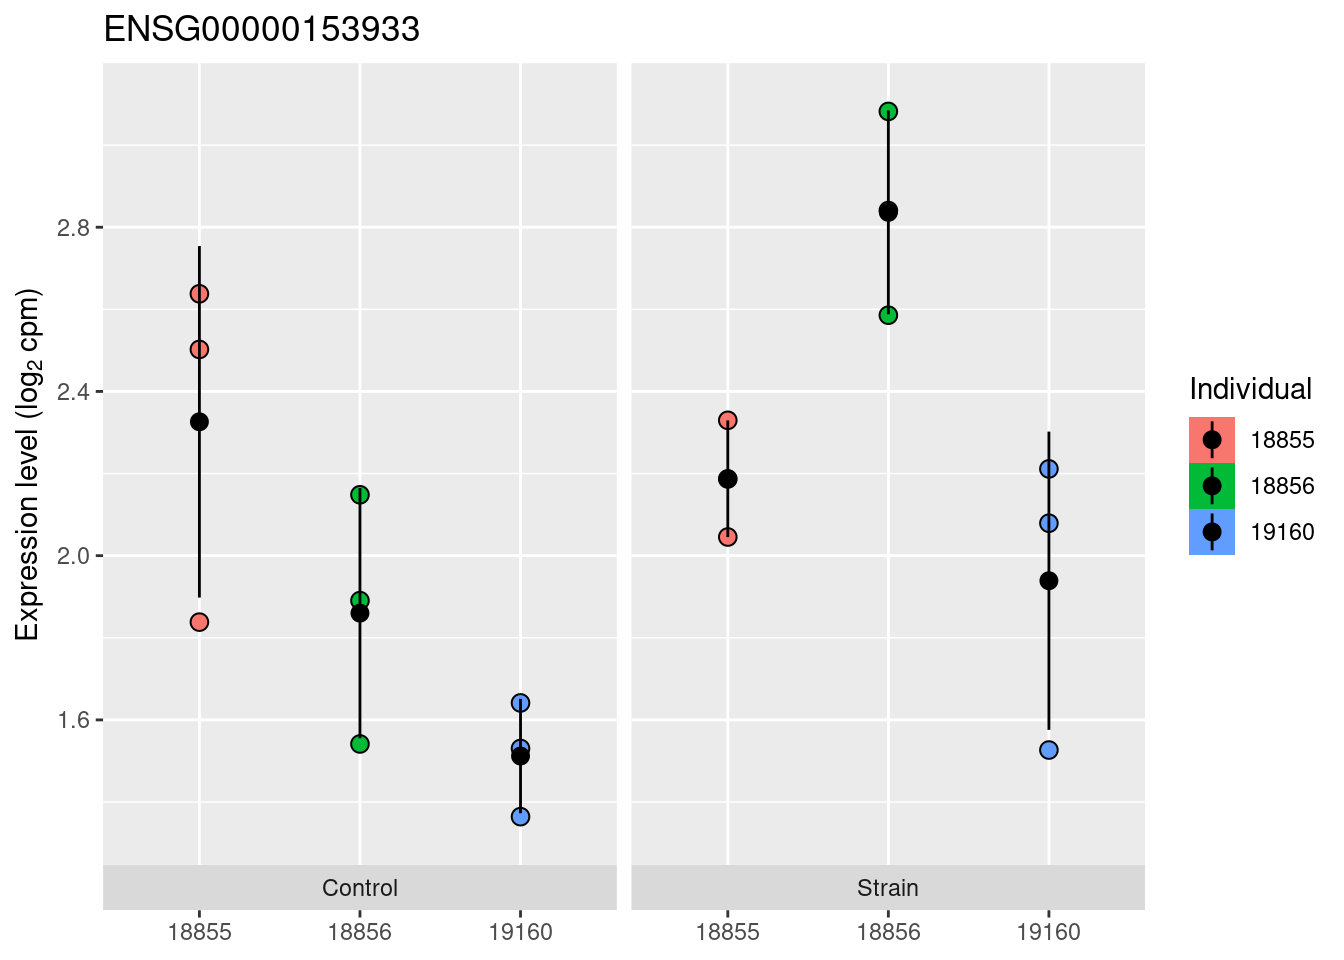 ENSG00000153933
Expression level (log₂ cpm)
2.8
2.4
2.0
1.6
Control
Strain
18855
18856
19160
18855
18856
19160
Individual
18855
18856
19160